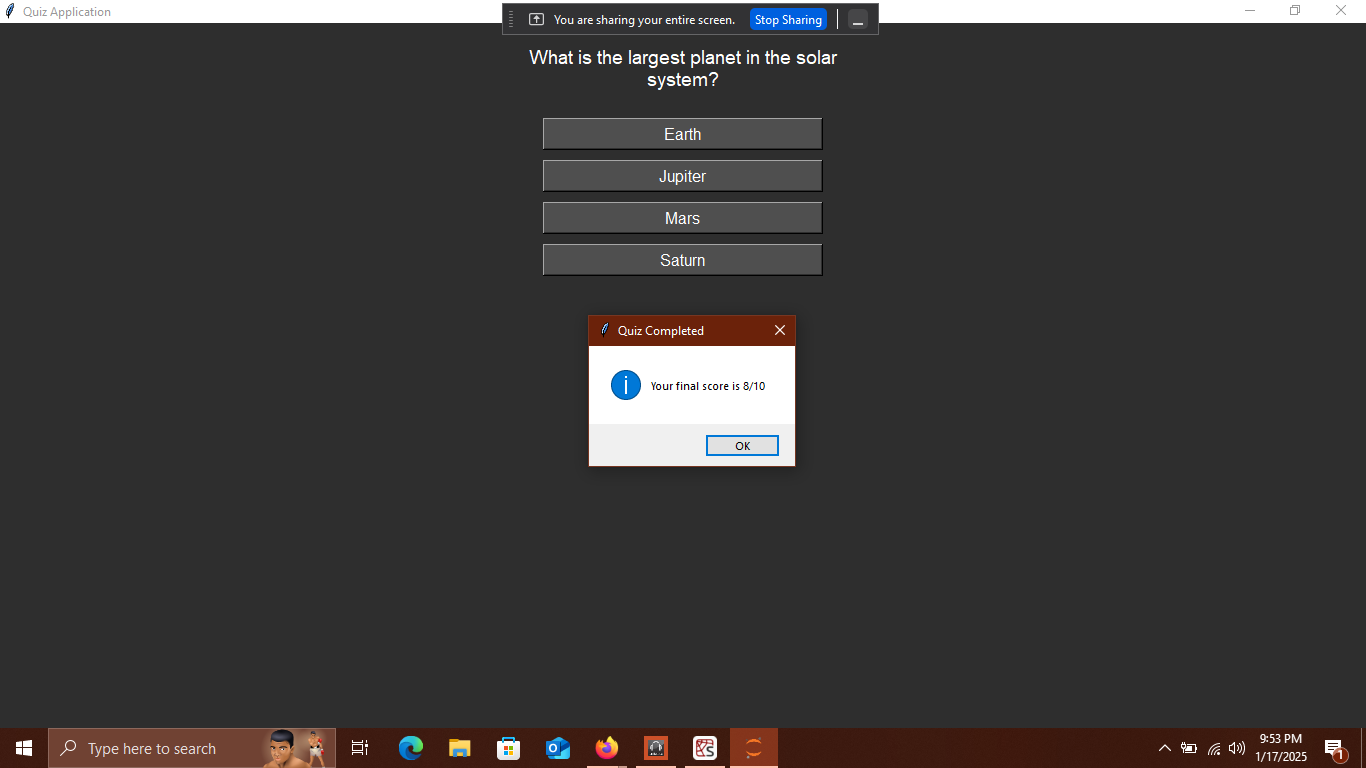 Quiz Application
You are sharing your entire screen.
Stop Sharing
What is the largest planet in the solar
system?
Earth
Jupiter
Mars
Saturn
Quiz Completed
Your final score is 8/10
OK
Type here to search
9:53 PM
1/17/2025
1